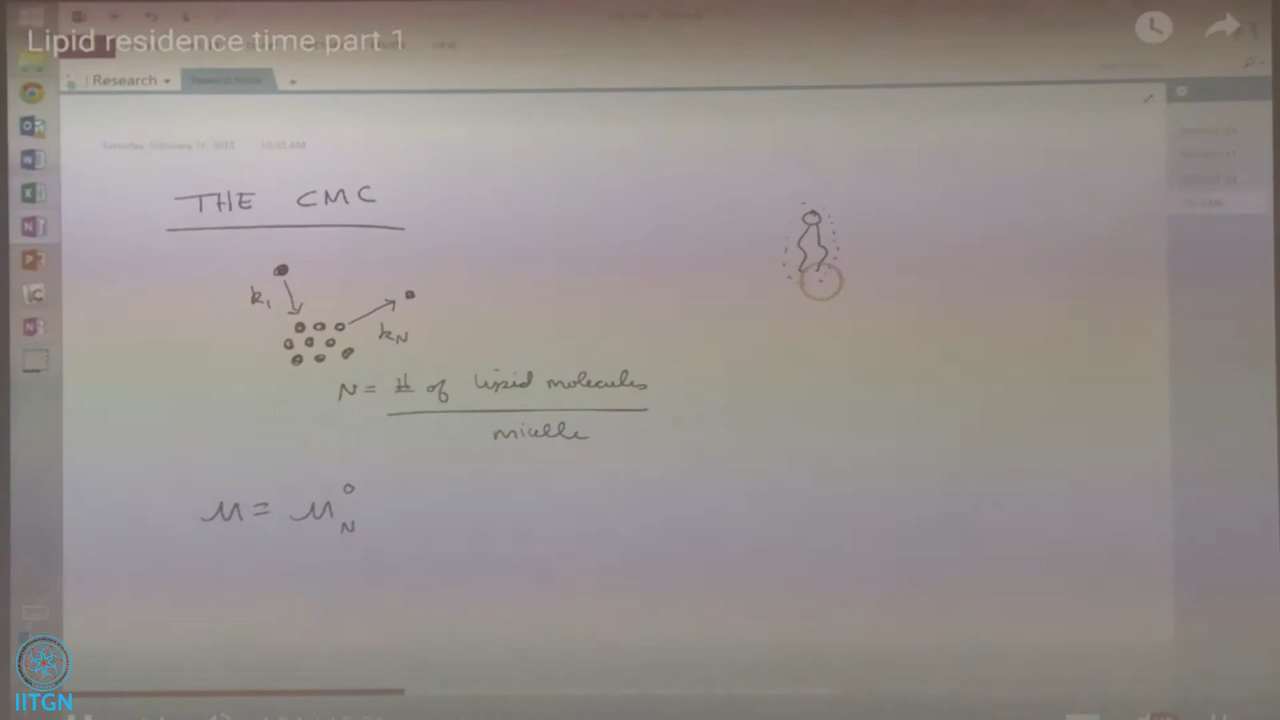 Lipid residence time part 1
Research
THE CMC
k₁
kN
N = # of lipid molecules
micelle
μ = μ°N
IITGN